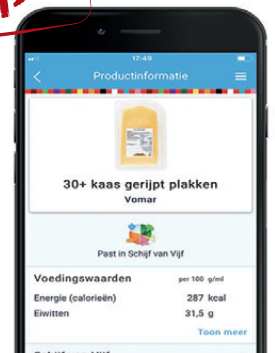 17:49
Productinformatie
30+ kaas gerijpt plakken
Vomar
Past in Schijf van Vijf
Voedingswaarden per 100 g/ml
Energie (calorieën) 287 kcal
Eiwitten 31,5 g
Toon meer